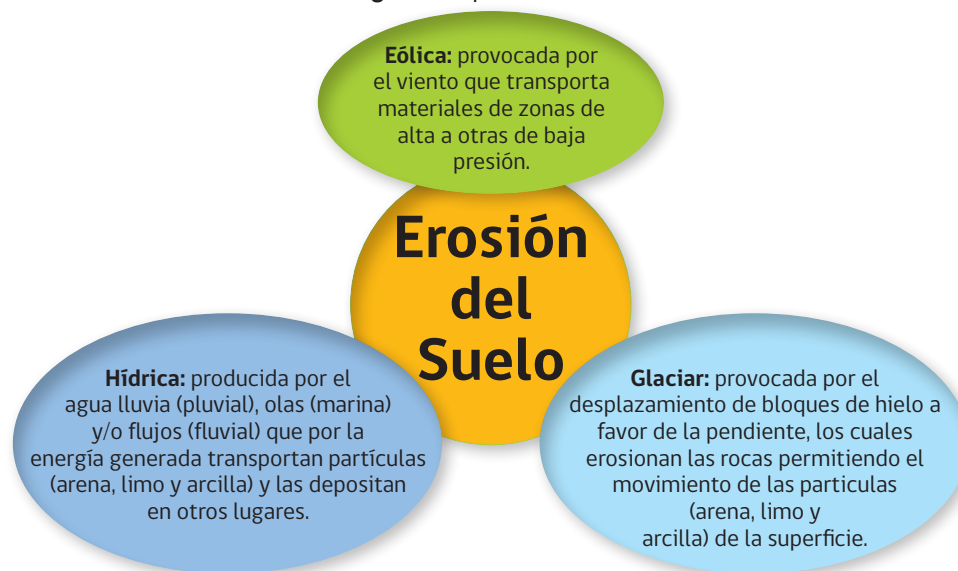 Eólica: provocada por
el viento que transporta
materiales de zonas de
alta a otras de baja
presión.
Erosión
del
Suelo
Hídrica: producida por el
agua lluvia (pluvial), olas (marina)
y/o flujos (fluvial) que por la
energía generada transportan partículas
(arena, limo y arcilla) y las depositan
en otros lugares.
Glaciar: provocada por el
desplazamiento de bloques de hielo a
favor de la pendiente, los cuales
erosionan las rocas permitiendo el
movimiento de las particulas
(arena, limo y
arcilla) de la superficie.